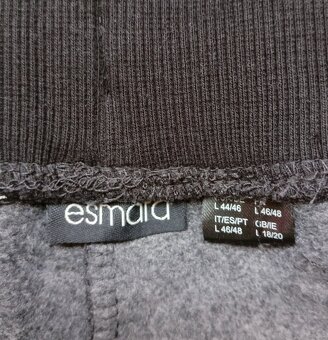 esmara
L 44/46
L 46/48
IT/ES/PT
GB/IE
L 46/48
L 18/20